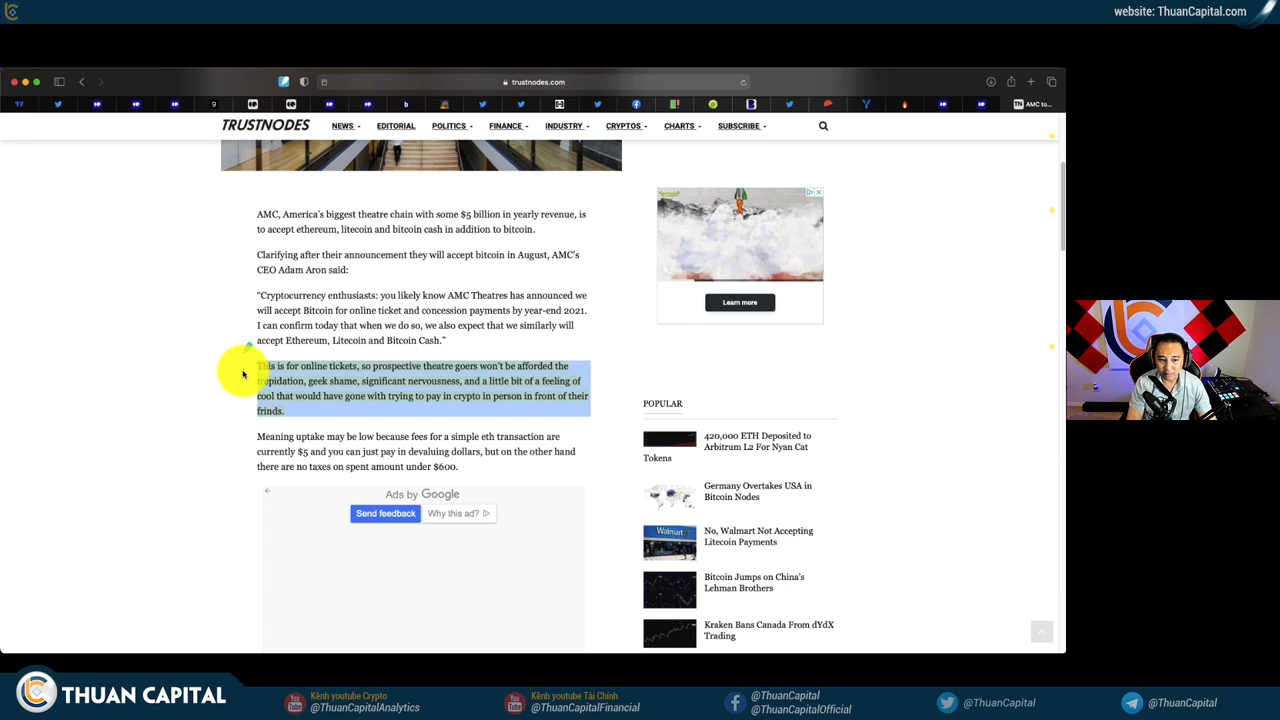 website: ThuanCapital.com
trustnodes.com
AMC to...
TRUSTNODES
NEWS
EDITORIAL
POLITICS
FINANCE
INDUSTRY
CRYPTOS
CHARTS
SUBSCRIBE
AMC, America's biggest theatre chain with some $5 billion in yearly revenue, is
to accept ethereum, litecoin and bitcoin cash in addition to bitcoin.
Clarifying after their announcement they will accept bitcoin in August, AMC's
CEO Adam Aron said:
“Cryptocurrency enthusiasts: you likely know AMC Theatres has announced we
will accept Bitcoin for online ticket and concession payments by year-end 2021.
I can confirm today that when we do so, we also expect that we similarly will
accept Ethereum, Litecoin and Bitcoin Cash.”
This is for online tickets, so prospective theatre goers won't be afforded the
trepidation, geek shame, significant nervousness, and a little bit of a feeling of
cool that would have gone with trying to pay in crypto in person in front of their
frinds.
Meaning uptake may be low because fees for a simple eth transaction are
currently $5 and you can just pay in devaluing dollars, but on the other hand
there are no taxes on spent amount under $600.
Ads by Google
Send feedback
Why this ad?
Learn more
POPULAR
420,000 ETH Deposited to
Arbitrum L2 For Nyan Cat
Tokens
Germany Overtakes USA in
Bitcoin Nodes
No, Walmart Not Accepting
Litecoin Payments
Walmart
Bitcoin Jumps on China's
Lehman Brothers
Kraken Bans Canada From dYdX
Trading
THUAN CAPITAL
Kênh youtube Crypto
@ThuanCapitalAnalytics
Kênh youtube Tài Chính
@ThuanCapitalFinancial
@ThuanCapital
@ThuanCapitalOfficial
@ThuanCapital
@ThuanCapital